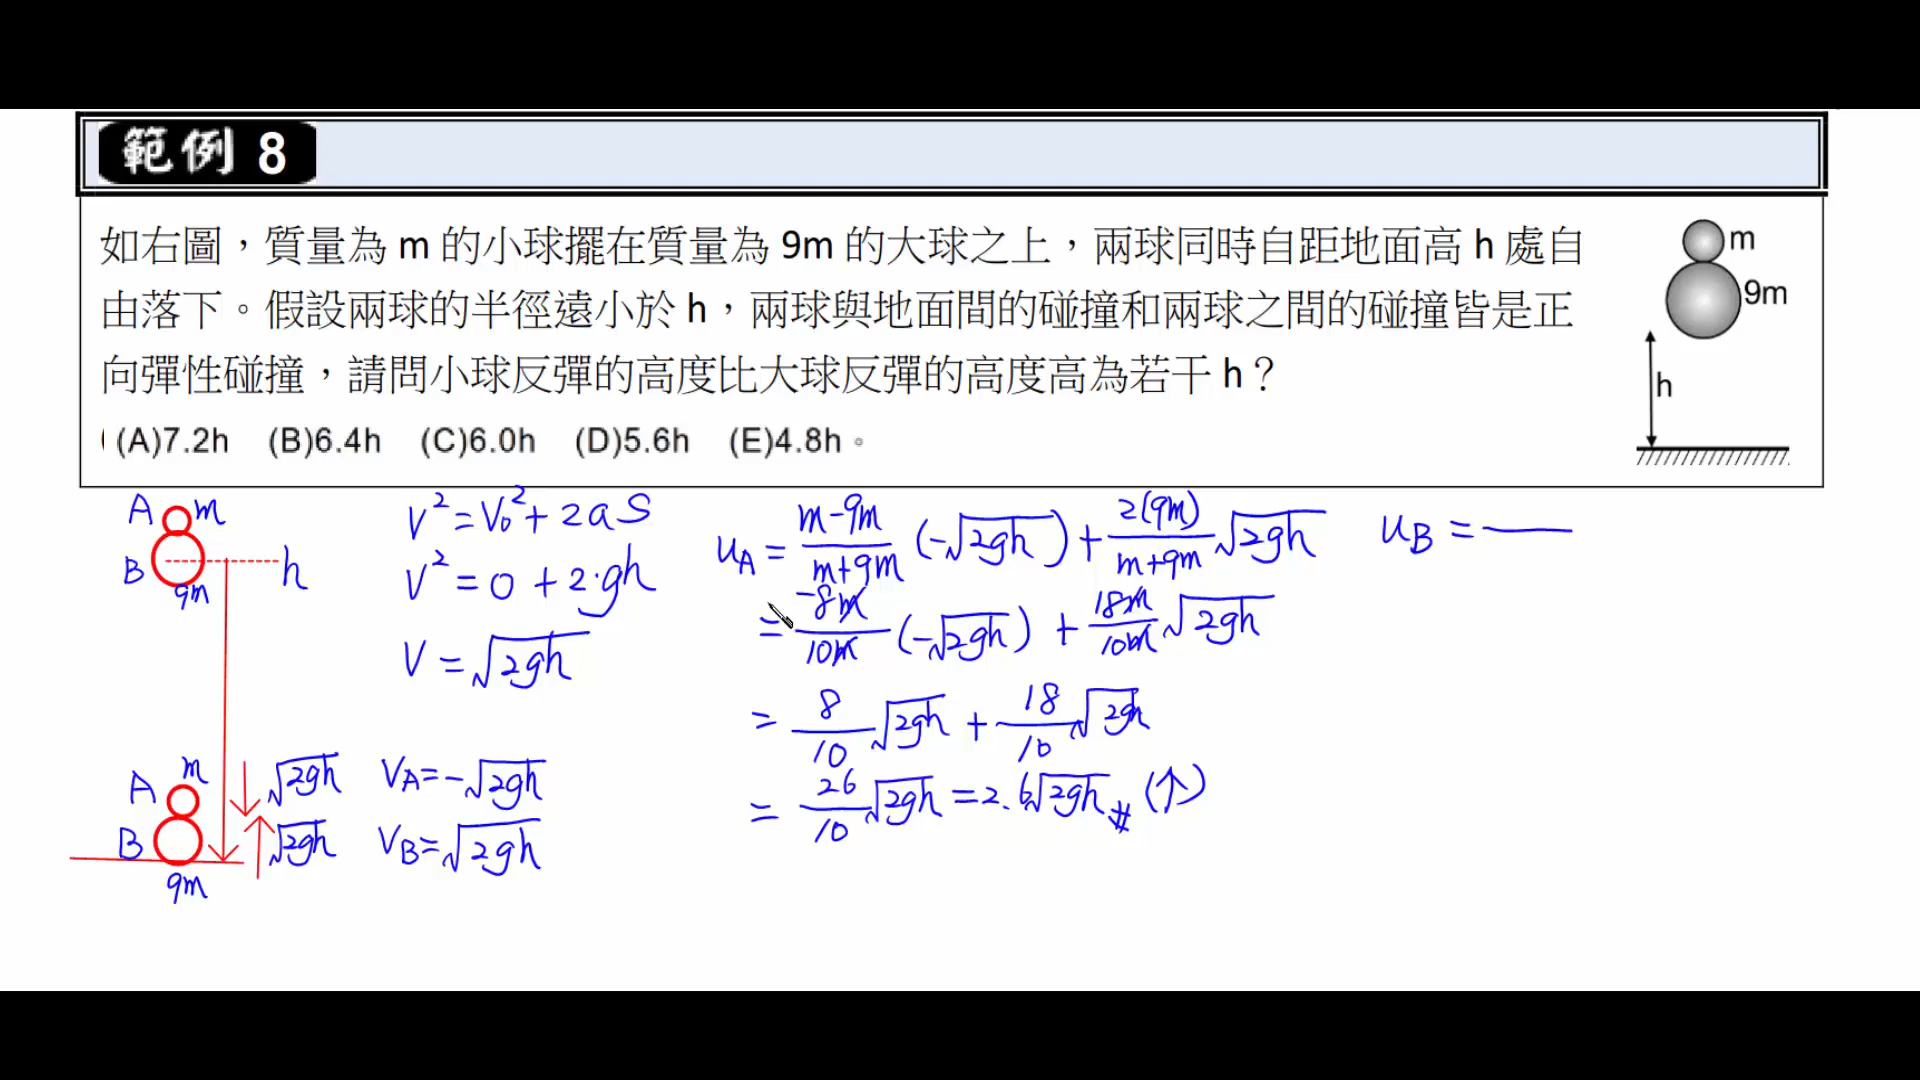 範例 8
如右圖，質量為 m 的小球擺在質量為 9m 的大球之上，兩球同時自距地面高 h 處自
由落下。假設兩球的半徑遠小於 h，兩球與地面間的碰撞和兩球之間的碰撞皆是正
向彈性碰撞，請問小球反彈的高度比大球反彈的高度高為若干 h？
(A)7.2h (B)6.4h (C)6.0h (D)5.6h (E)4.8h。
m
9m
h
A m
B
9m
h
V² = V₀² + 2aS
V² = 0 + 2·gh
V = √2gh
A m
B
9m
√2gh
√2gh
VA = -√2gh
VB = √2gh
uA = (m-9m)/(m+9m) (-√2gh) + 2(9m)/(m+9m) √2gh
= -8m/10m (-√2gh) + 18m/10m √2gh
= 8/10 √2gh + 18/10 √2gh
= 26/10 √2gh = 2.6√2gh # (↑)
uB =